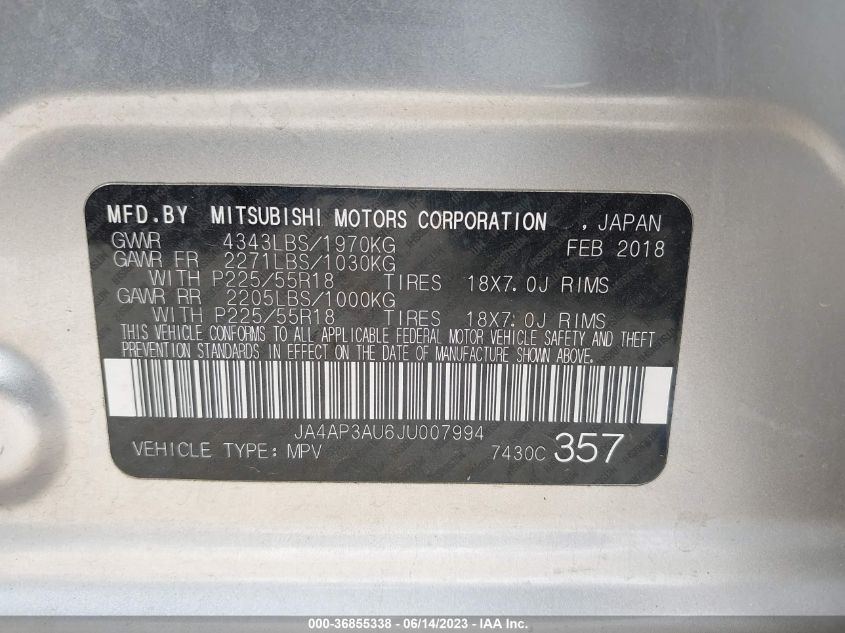 MFD.BY MITSUBISHI MOTORS CORPORATION , JAPAN
GVWR 4343LBS/1970KG FEB 2018
GAWR FR 2271LBS/1030KG
WITH P225/55R18 TIRES 18X7.0J RIMS
GAWR RR 2205LBS/1000KG
WITH P225/55R18 TIRES 18X7.0J RIMS
THIS VEHICLE CONFORMS TO ALL APPLICABLE FEDERAL MOTOR VEHICLE SAFETY AND THEFT
PREVENTION STANDARDS IN EFFECT ON THE DATE OF MANUFACTURE SHOWN ABOVE.
JA4AP3AU6JU007994
VEHICLE TYPE: MPV 7430C 357
000-36855338 - 06/14/2023 - IAA Inc.